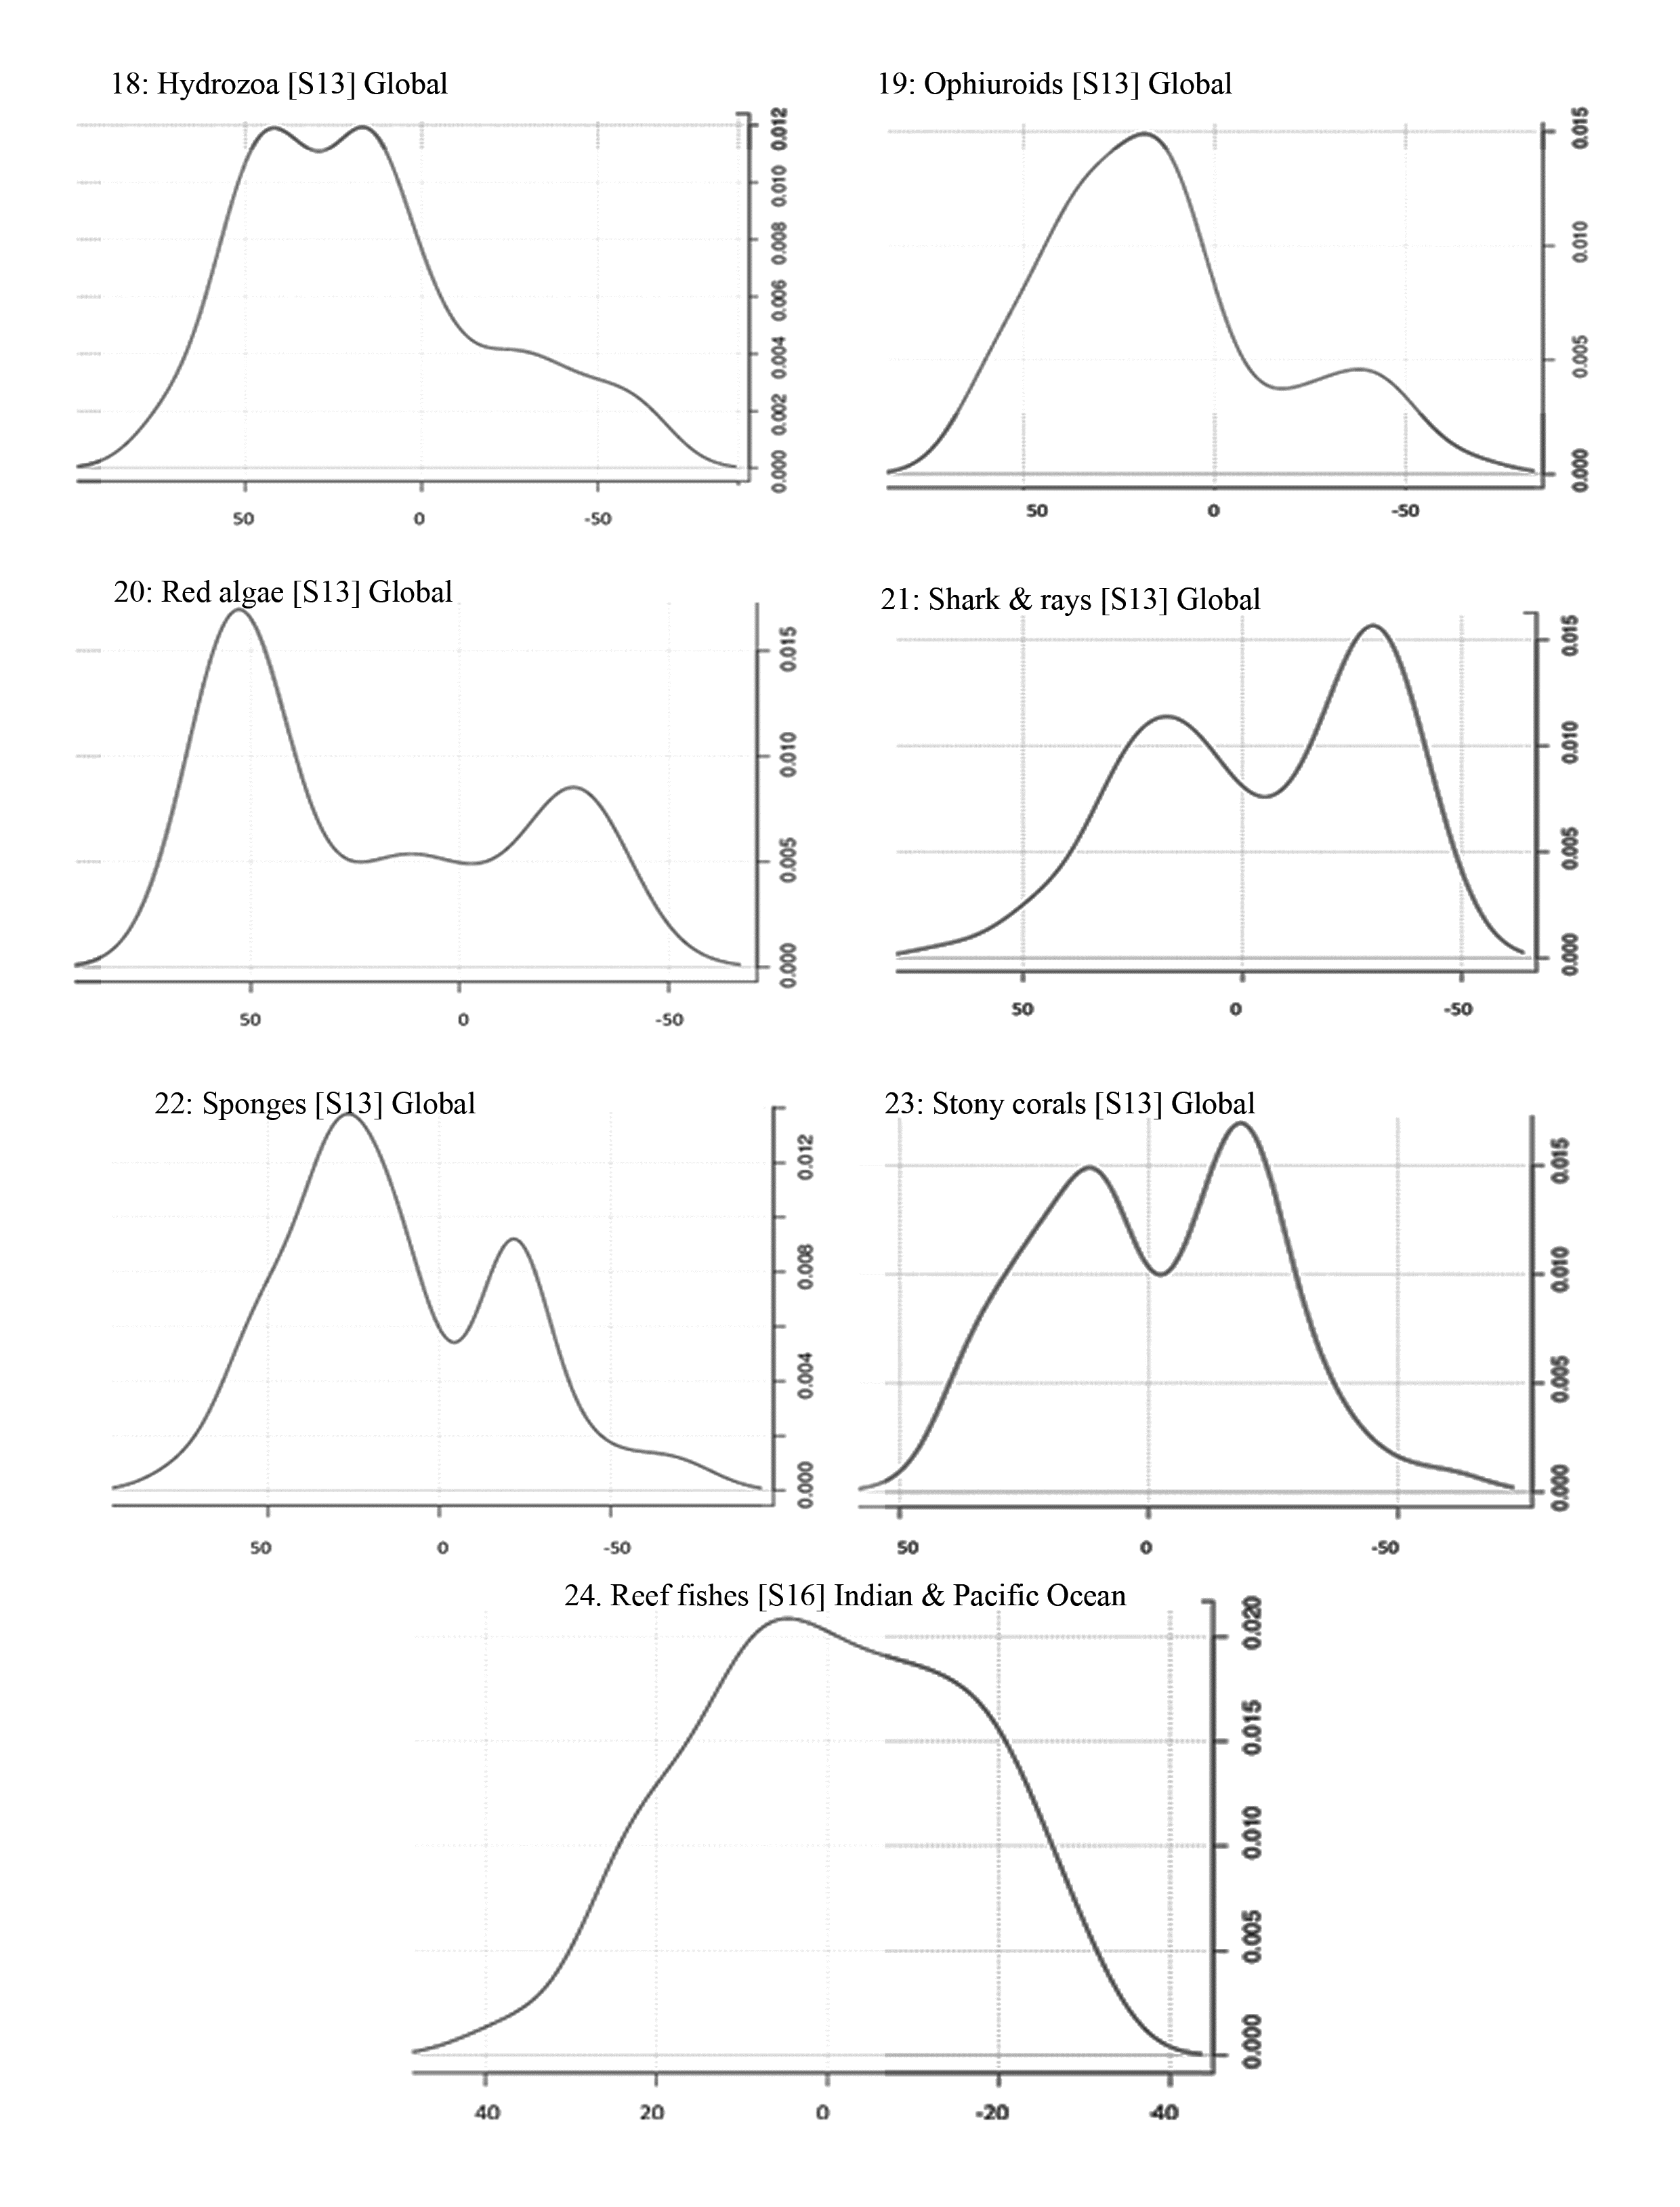 18: Hydrozoa [S13] Global
0.012
0.010
0.008
0.006
0.004
0.002
0.000
50 0 -50
19: Ophiuroids [S13] Global
0.015
0.010
0.005
0.000
50 0 -50
20: Red algae [S13] Global
0.015
0.010
0.005
0.000
50 0 -50
21: Shark & rays [S13] Global
0.015
0.010
0.005
0.000
50 0 -50
22: Sponges [S13] Global
0.012
0.008
0.004
0.000
50 0 -50
23: Stony corals [S13] Global
0.015
0.010
0.005
0.000
50 0 -50
24. Reef fishes [S16] Indian & Pacific Ocean
0.020
0.015
0.010
0.005
0.000
40 20 0 -20 -40